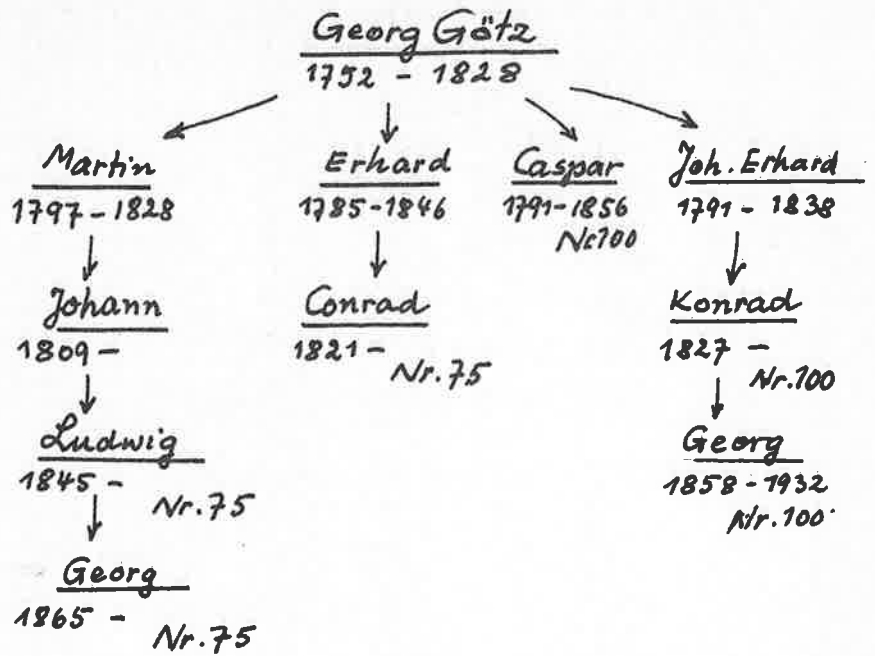 Georg Götz
1752 - 1828
Martin
1797 - 1828
Erhard
1785 - 1846
Caspar
1791 - 1856
Nr100
Joh. Erhard
1791 - 1838
Johann
1809 -
Conrad
1821 -
Nr. 75
Konrad
1827 -
Nr. 100
Ludwig
1845 -
Nr. 75
Georg
1858 - 1932
Nr. 100
Georg
1865 -
Nr. 75